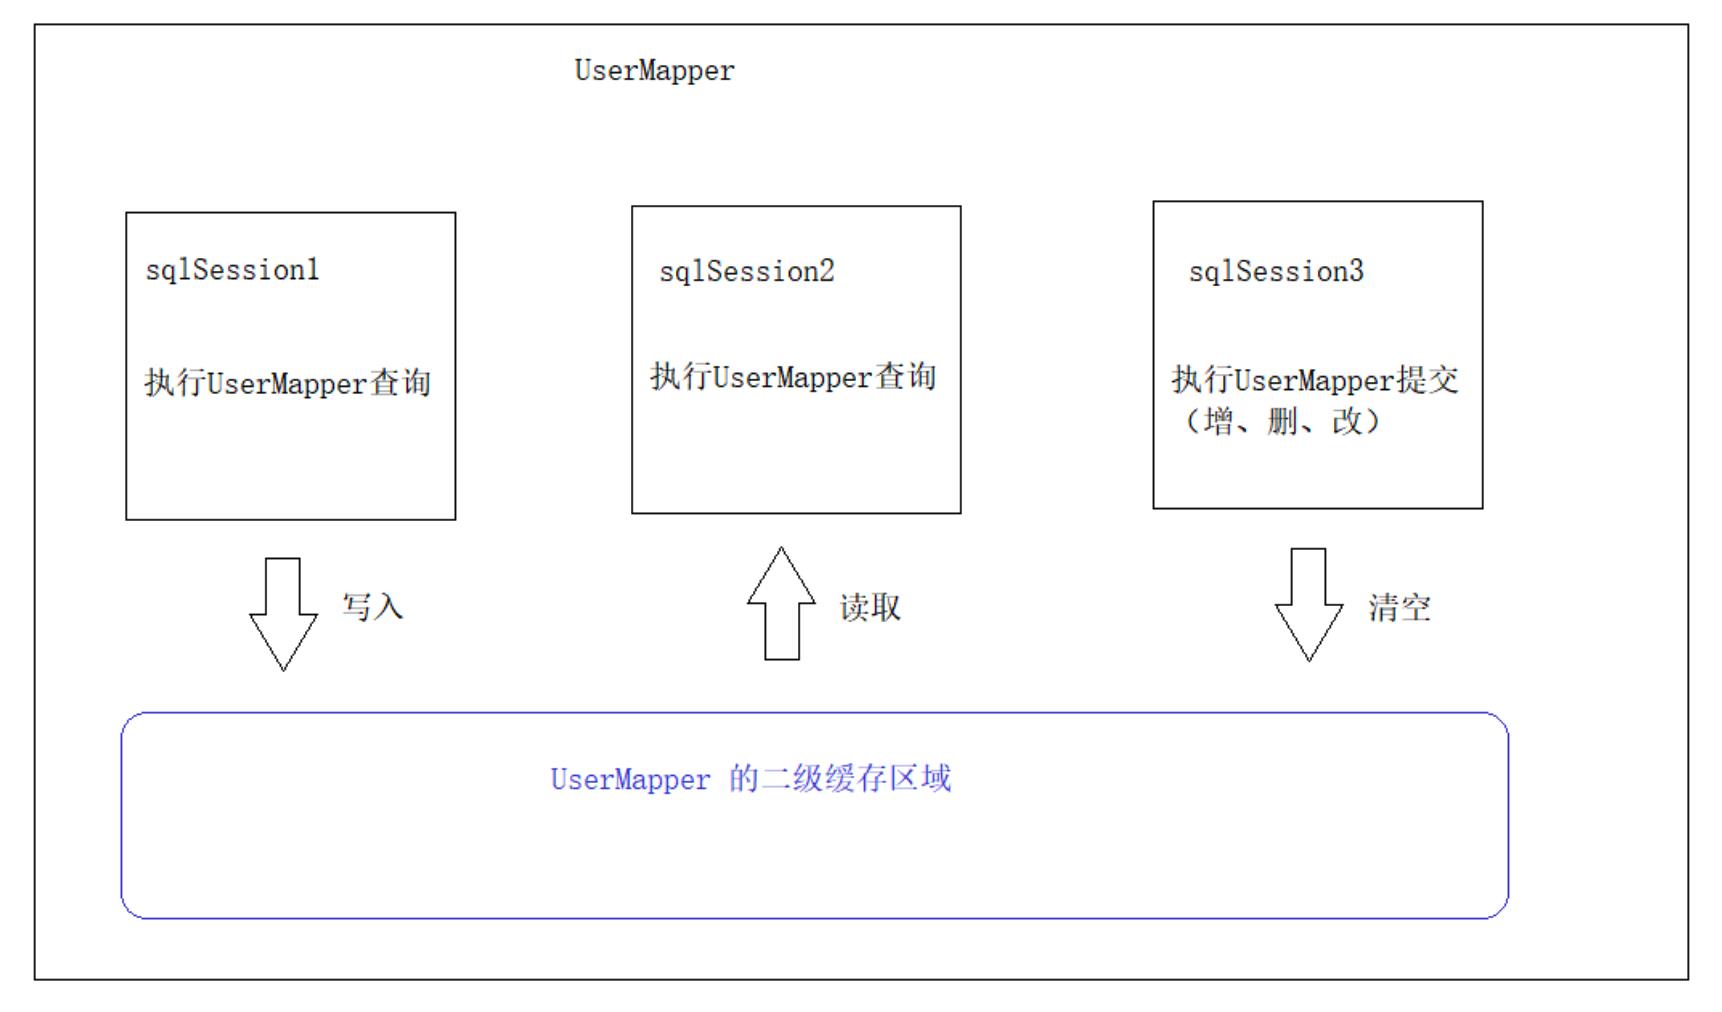 UserMapper
sqlSession1
执行UserMapper查询
sqlSession2
执行UserMapper查询
sqlSession3
执行UserMapper提交
（增、删、改）
写入
读取
清空
UserMapper 的二级缓存区域